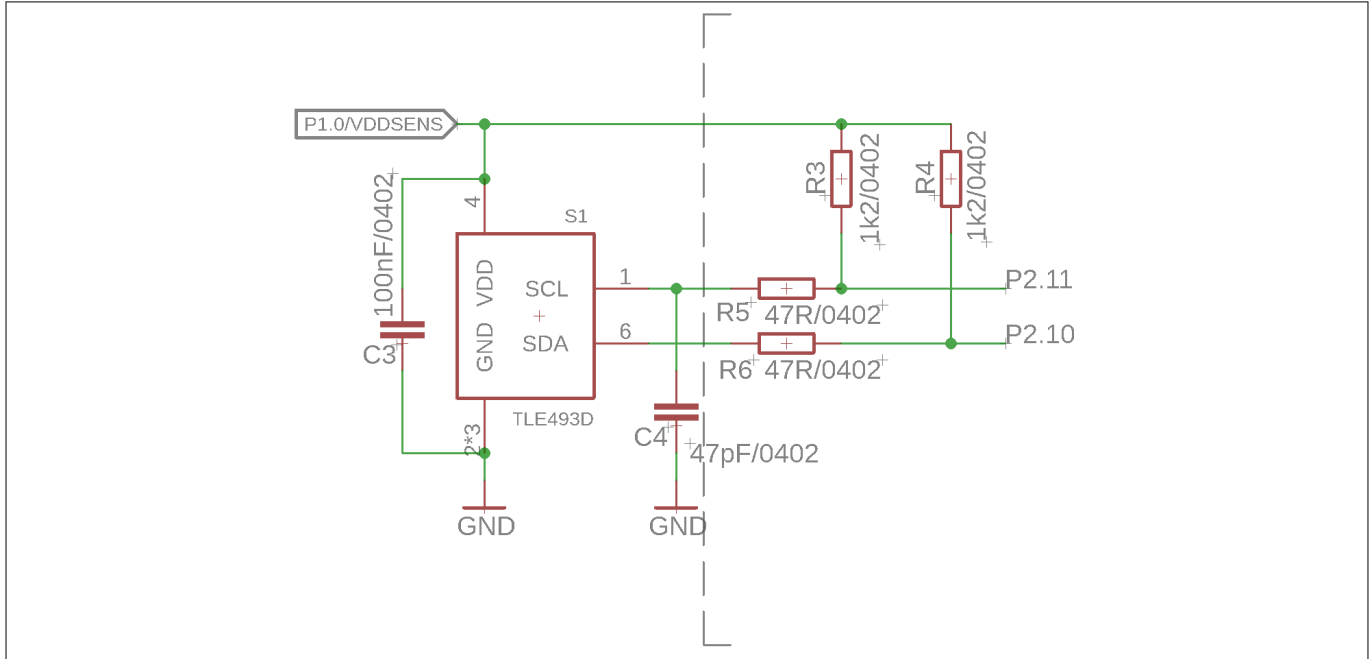 P1.0/VDDSENS
100nF/0402
C3
4
S1
VDD
GND
SCL
SDA
1
6
2*3
TLE493D
GND
C4
47pF/0402
GND
R3
1k2/0402
R4
1k2/0402
R5
47R/0402
R6
47R/0402
P2.11
P2.10